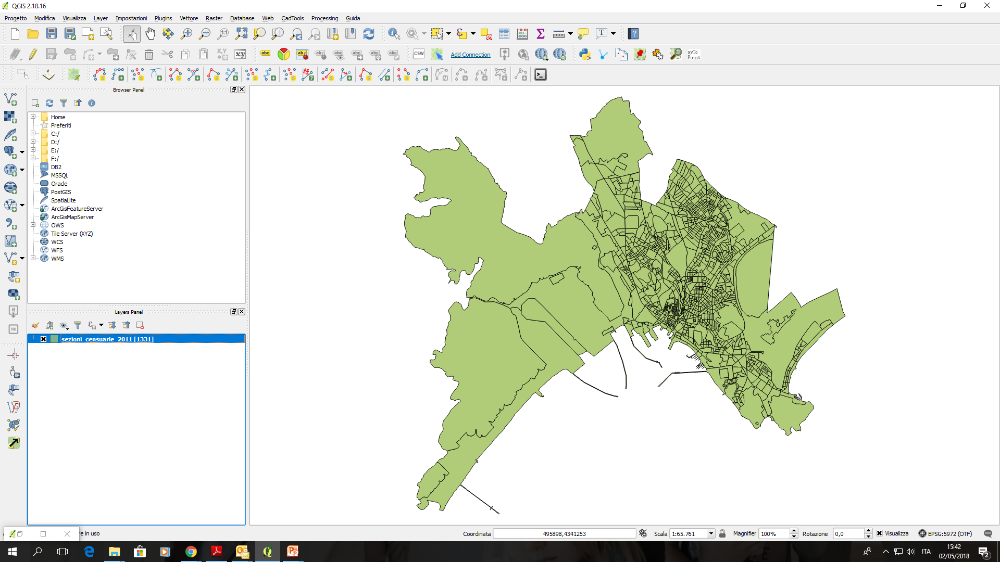 QGIS 2.18.16
Progetto Modifica Visualizza Layer Impostazioni Plugins Vettore Raster Database Web CadTools Processing Guida
CSW Add Connection xyTo Point
Browser Panel
Home
Preferiti
C:/
D:/
E:/
F:/
DB2
MSSQL
Oracle
PostGIS
SpatiaLite
ArcGisFeatureServer
ArcGisMapServer
OWS
Tile Server (XYZ)
WCS
WFS
WMS
Layers Panel
sezioni_censuarie_2011 [1331]
re in uso
Coordinata 495898,4341253 Scala 1:65.761 Magnifier 100% Rotazione 0,0 Visualizza EPSG:5972 (OTF)
ITA
15:42
02/05/2018
2